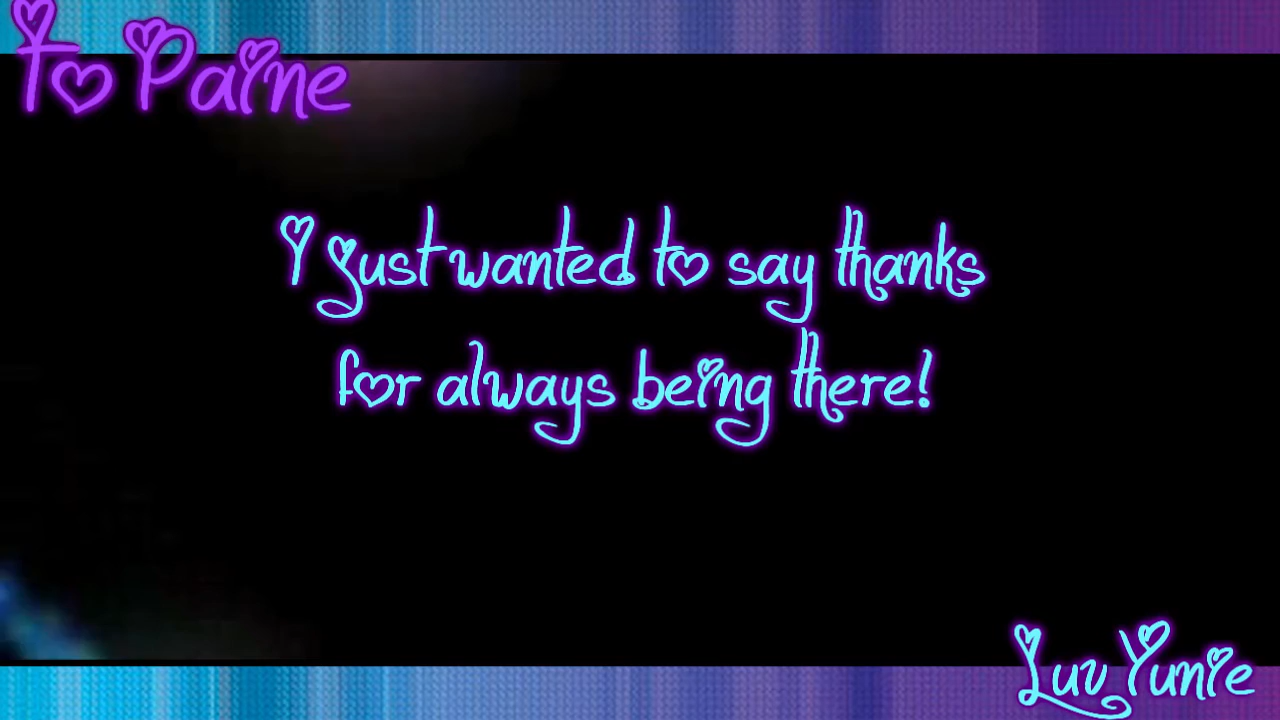 To Paine
I just wanted to say thanks
for always being there!
Luv Yunie